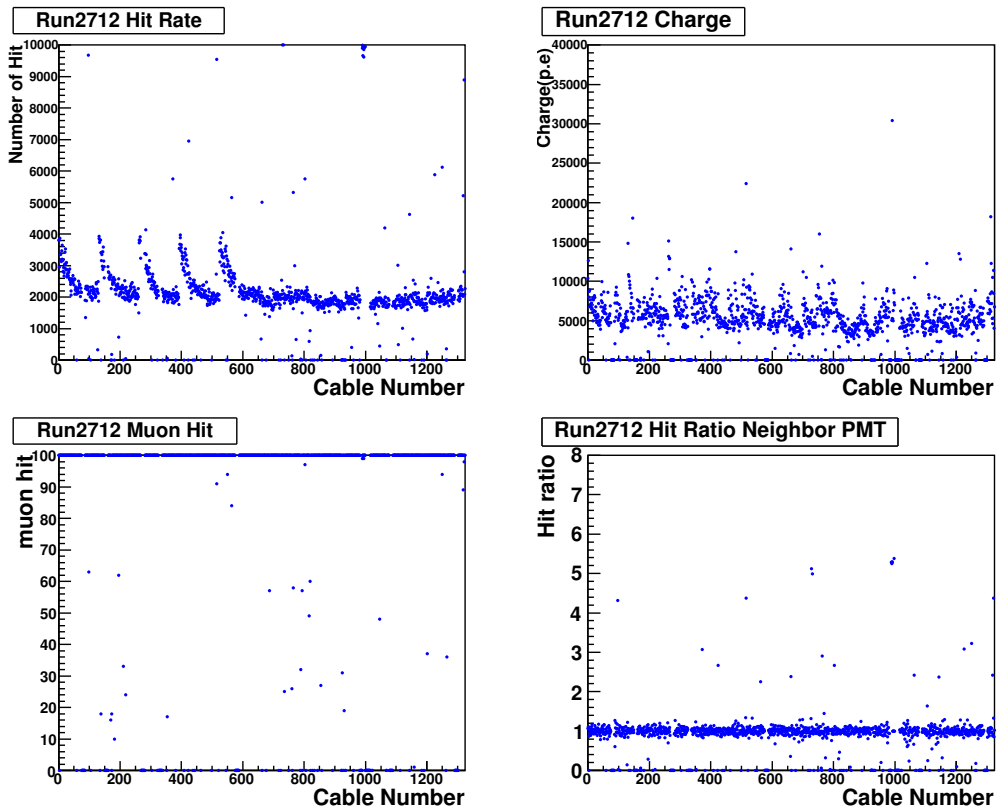 Run2712 Hit Rate
Number of Hit
10000
9000
8000
7000
6000
5000
4000
3000
2000
1000
0
0 200 400 600 800 1000 1200
Cable Number
Run2712 Charge
Charge(p.e)
40000
35000
30000
25000
20000
15000
10000
5000
0
0 200 400 600 800 1000 1200
Cable Number
Run2712 Muon Hit
muon hit
100
90
80
70
60
50
40
30
20
10
0
0 200 400 600 800 1000 1200
Cable Number
Run2712 Hit Ratio Neighbor PMT
Hit ratio
8
7
6
5
4
3
2
1
0
0 200 400 600 800 1000 1200
Cable Number